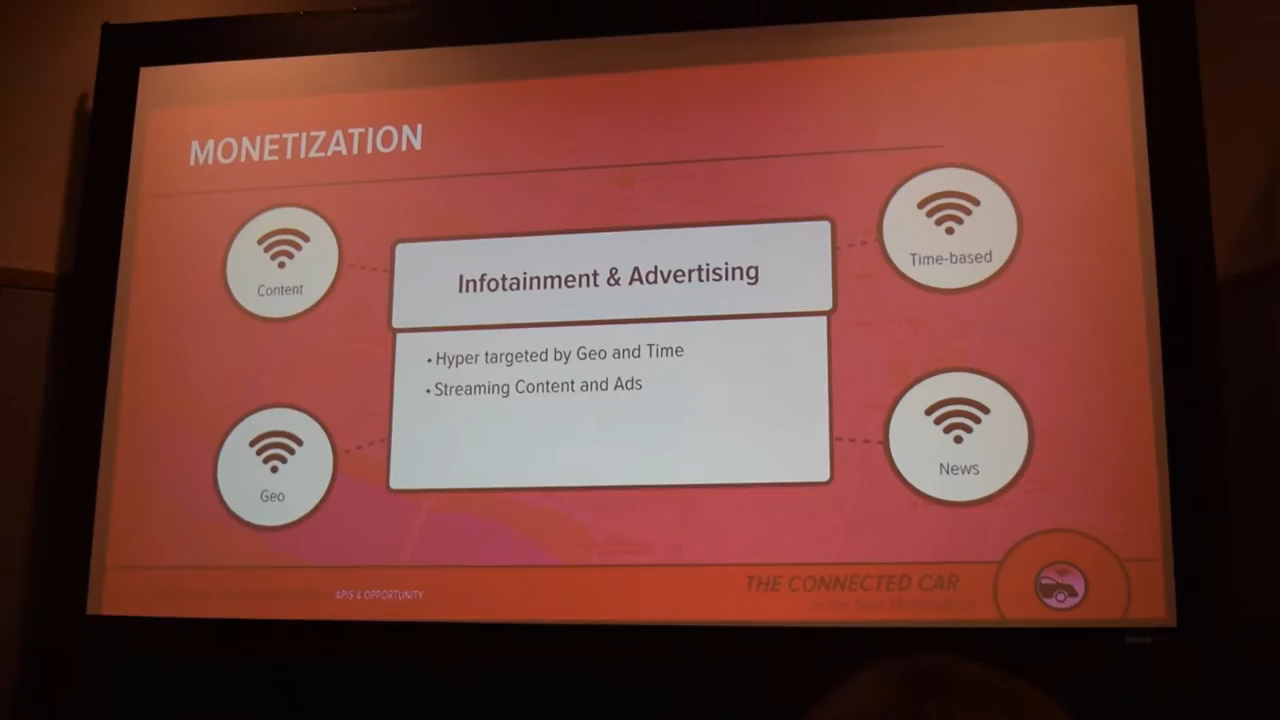 MONETIZATION
Content
Time-based
Infotainment & Advertising
• Hyper targeted by Geo and Time
• Streaming Content and Ads
Geo
News
APIS & OPPORTUNITY
THE CONNECTED CAR